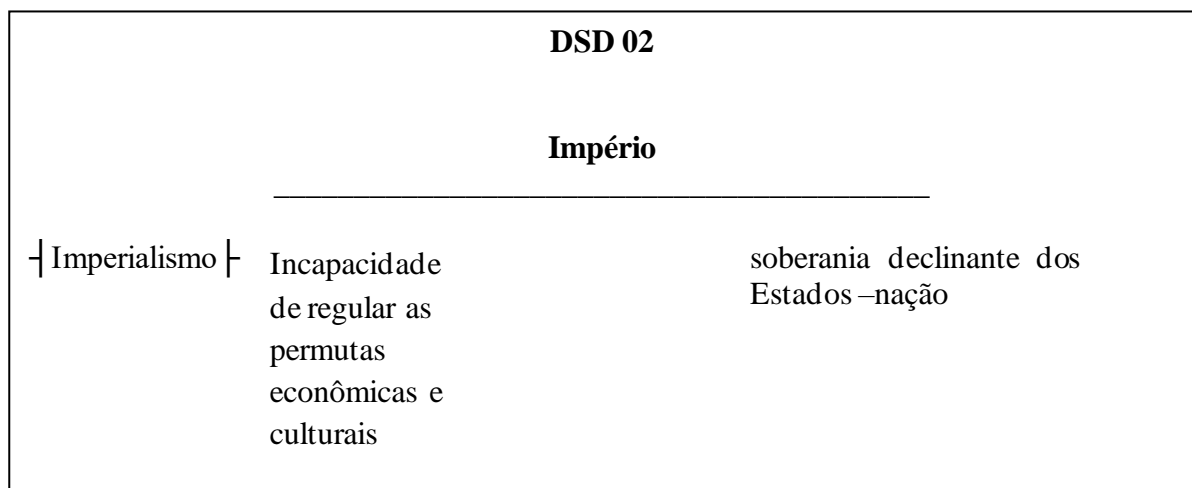 DSD 02
Império
┤Imperialismo├ Incapacidade
de regular as
permutas
econômicas e
culturais
soberania declinante dos
Estados –nação